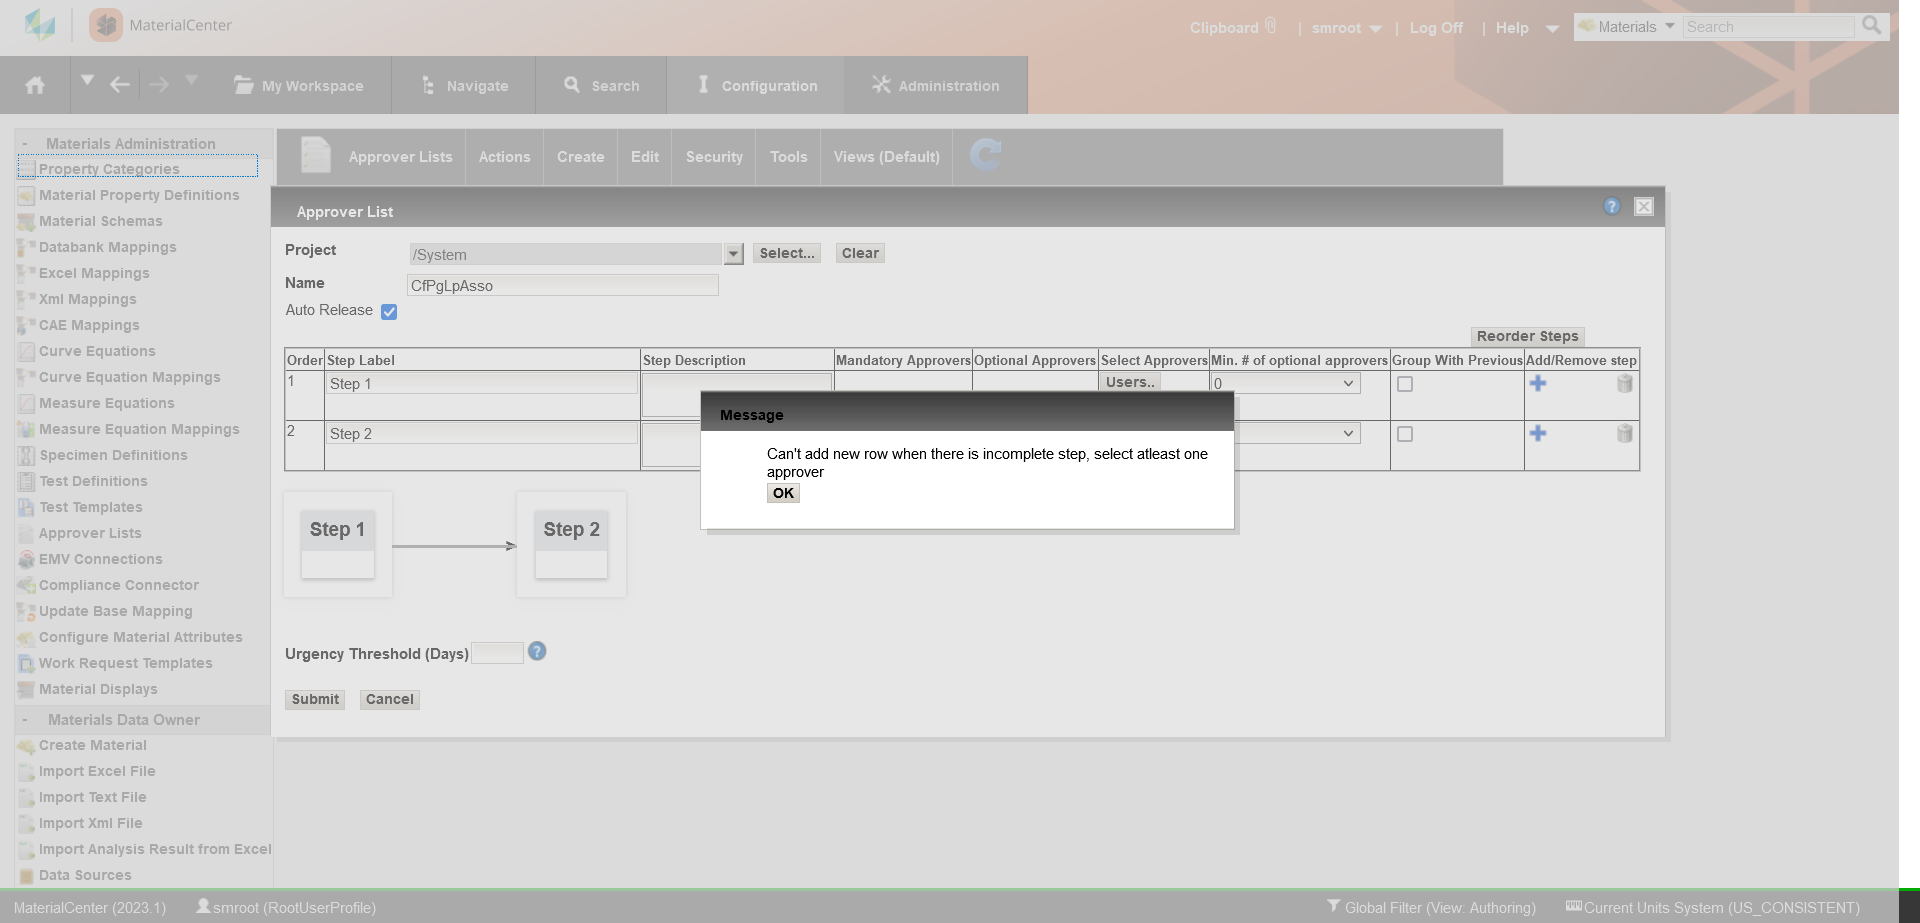 MaterialCenter
Clipboard | smroot | Log Off | Help
Materials Search
My Workspace Navigate Search Configuration Administration
- Materials Administration
Property Categories
Material Property Definitions
Material Schemas
Databank Mappings
Excel Mappings
Xml Mappings
CAE Mappings
Curve Equations
Curve Equation Mappings
Measure Equations
Measure Equation Mappings
Specimen Definitions
Test Definitions
Test Templates
Approver Lists
EMV Connections
Compliance Connector
Update Base Mapping
Configure Material Attributes
Work Request Templates
Material Displays
- Materials Data Owner
Create Material
Import Excel File
Import Text File
Import Xml File
Import Analysis Result from Excel
Data Sources
Approver Lists Actions Create Edit Security Tools Views (Default)
Approver List ?
Project /System Select... Clear
Name CfPgLpAsso
Auto Release
Reorder Steps
Order Step Label Step Description Mandatory Approvers Optional Approvers Select Approvers Min. # of optional approvers Group With Previous Add/Remove step
1 Step 1 Users.. 0
2 Step 2
Message
Can't add new row when there is incomplete step, select atleast one
approver
OK
Step 1 Step 2
Urgency Threshold (Days) ?
Submit Cancel
MaterialCenter (2023.1) smroot (RootUserProfile) Global Filter (View: Authoring) Current Units System (US_CONSISTENT)